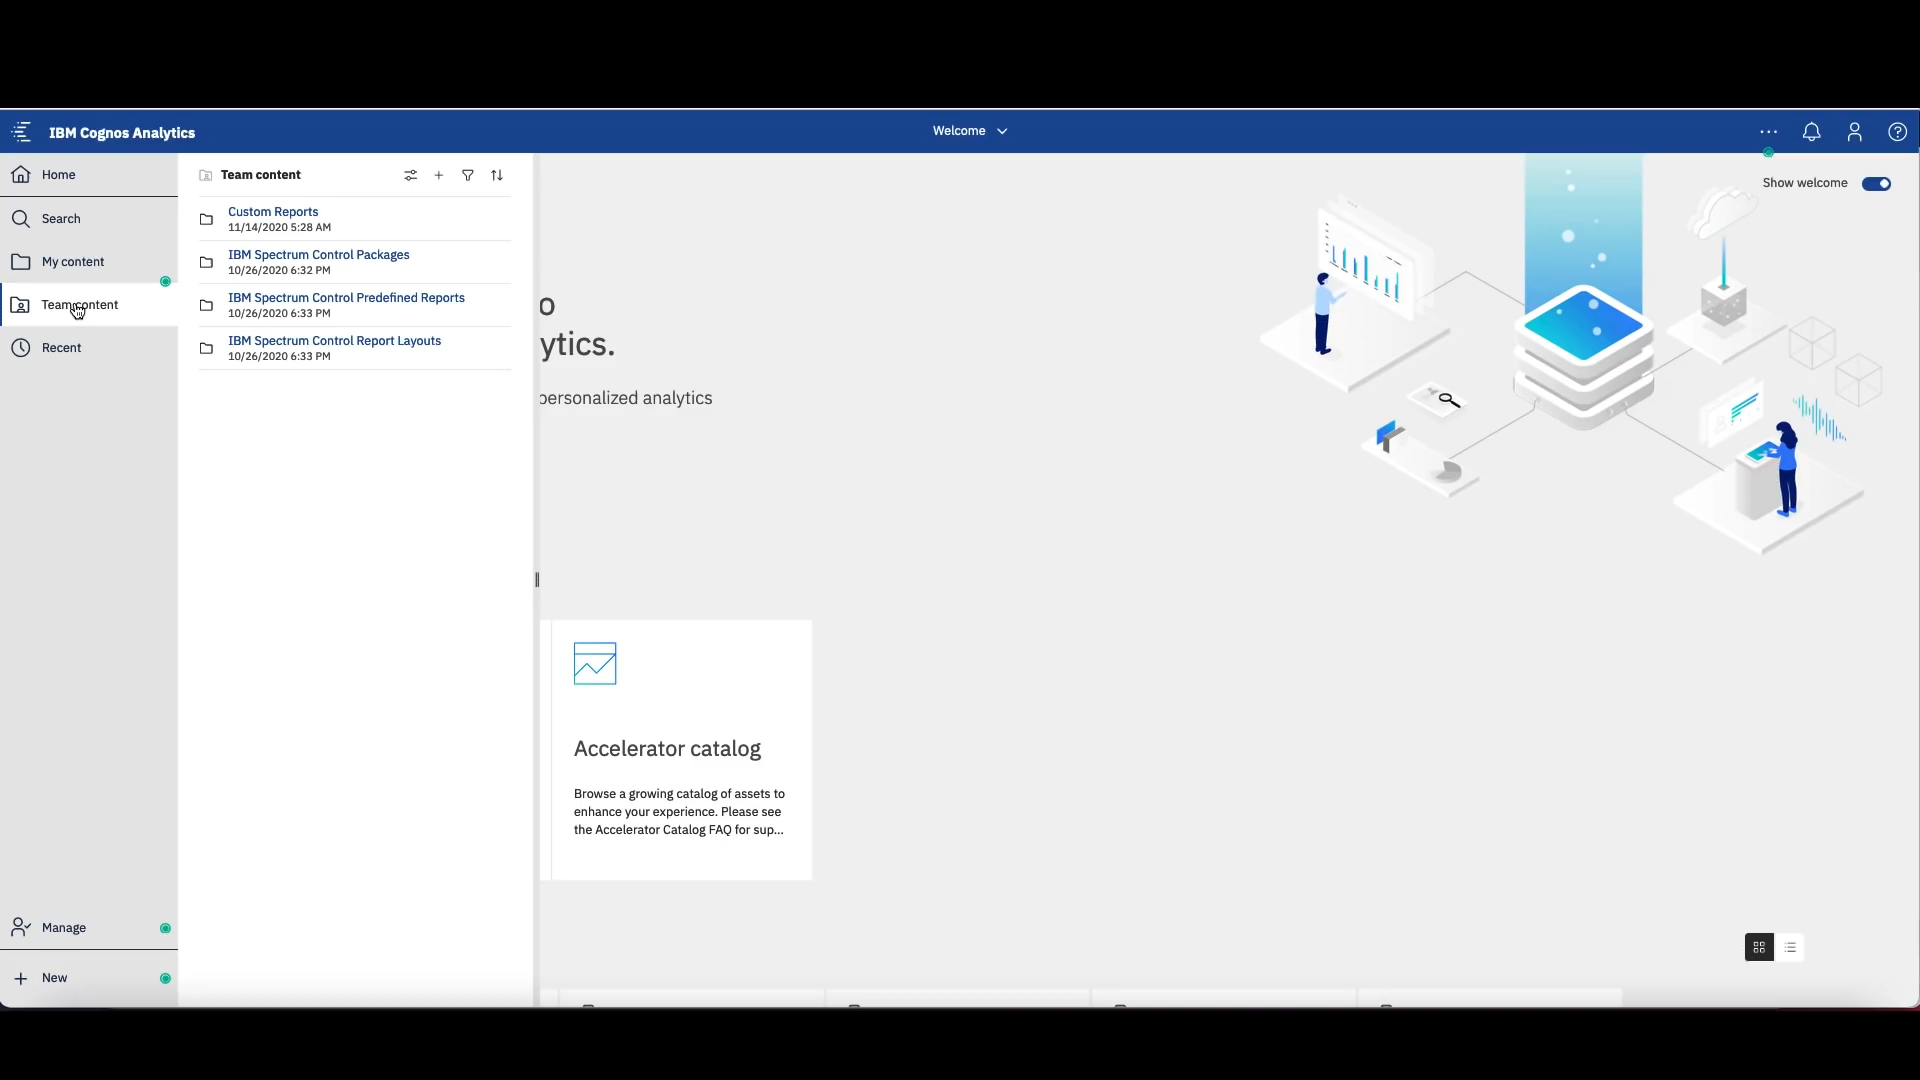 IBM Cognos Analytics
Welcome
Home
Search
My content
Team content
Recent
Manage
New
Team content
Custom Reports
11/14/2020 5:28 AM
IBM Spectrum Control Packages
10/26/2020 6:32 PM
IBM Spectrum Control Predefined Reports
10/26/2020 6:33 PM
IBM Spectrum Control Report Layouts
10/26/2020 6:33 PM
Show welcome
o
ytics.
personalized analytics
Accelerator catalog
Browse a growing catalog of assets to
enhance your experience. Please see
the Accelerator Catalog FAQ for sup...